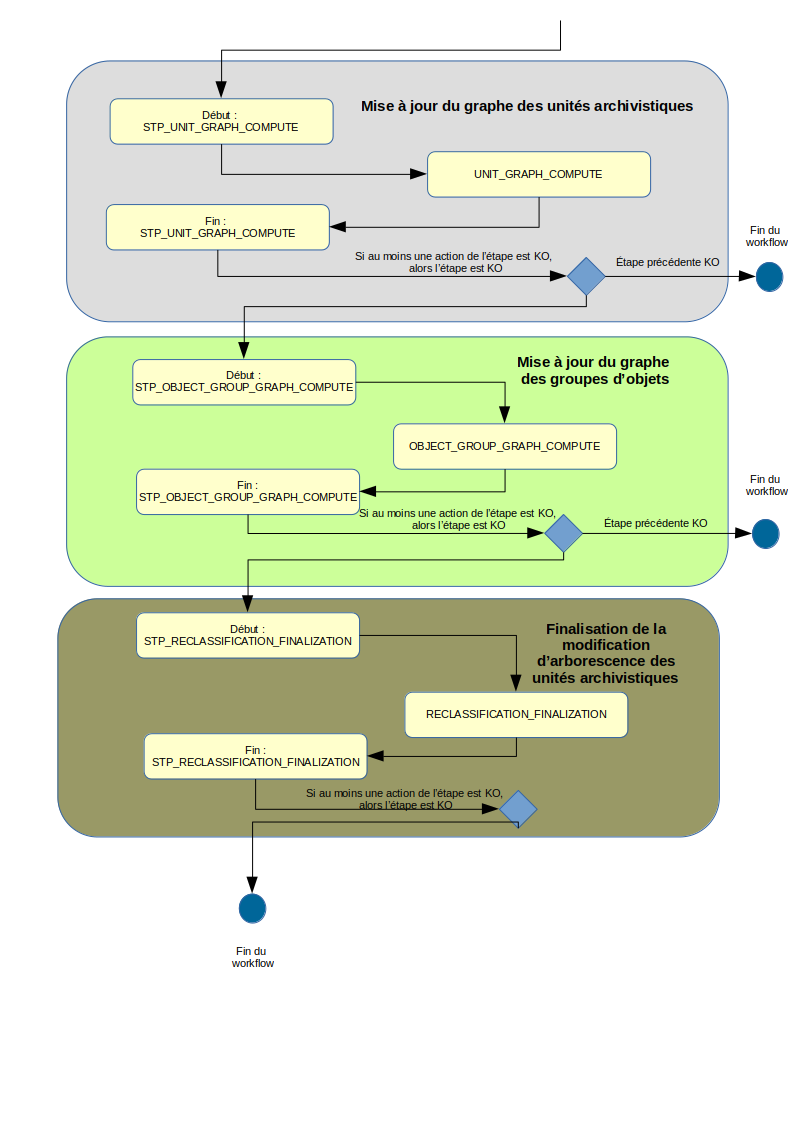 Mise à jour du graphe des unités archivistiques
Début :
STP_UNIT_GRAPH_COMPUTE
UNIT_GRAPH_COMPUTE
Fin :
STP_UNIT_GRAPH_COMPUTE
Si au moins une action de l'étape est KO,
alors l'étape est KO
Étape précédente KO
Fin du
workflow
Mise à jour du graphe
des groupes d'objets
Début :
STP_OBJECT_GROUP_GRAPH_COMPUTE
OBJECT_GROUP_GRAPH_COMPUTE
Fin :
STP_OBJECT_GROUP_GRAPH_COMPUTE
Si au moins une action de l'étape est KO,
alors l'étape est KO
Étape précédente KO
Fin du
workflow
Finalisation de la
modification
d'arborescence des
unités archivistiques
Début :
STP_RECLASSIFICATION_FINALIZATION
RECLASSIFICATION_FINALIZATION
Fin :
STP_RECLASSIFICATION_FINALIZATION
Si au moins une action de l'étape est KO,
alors l'étape est KO
Fin du
workflow